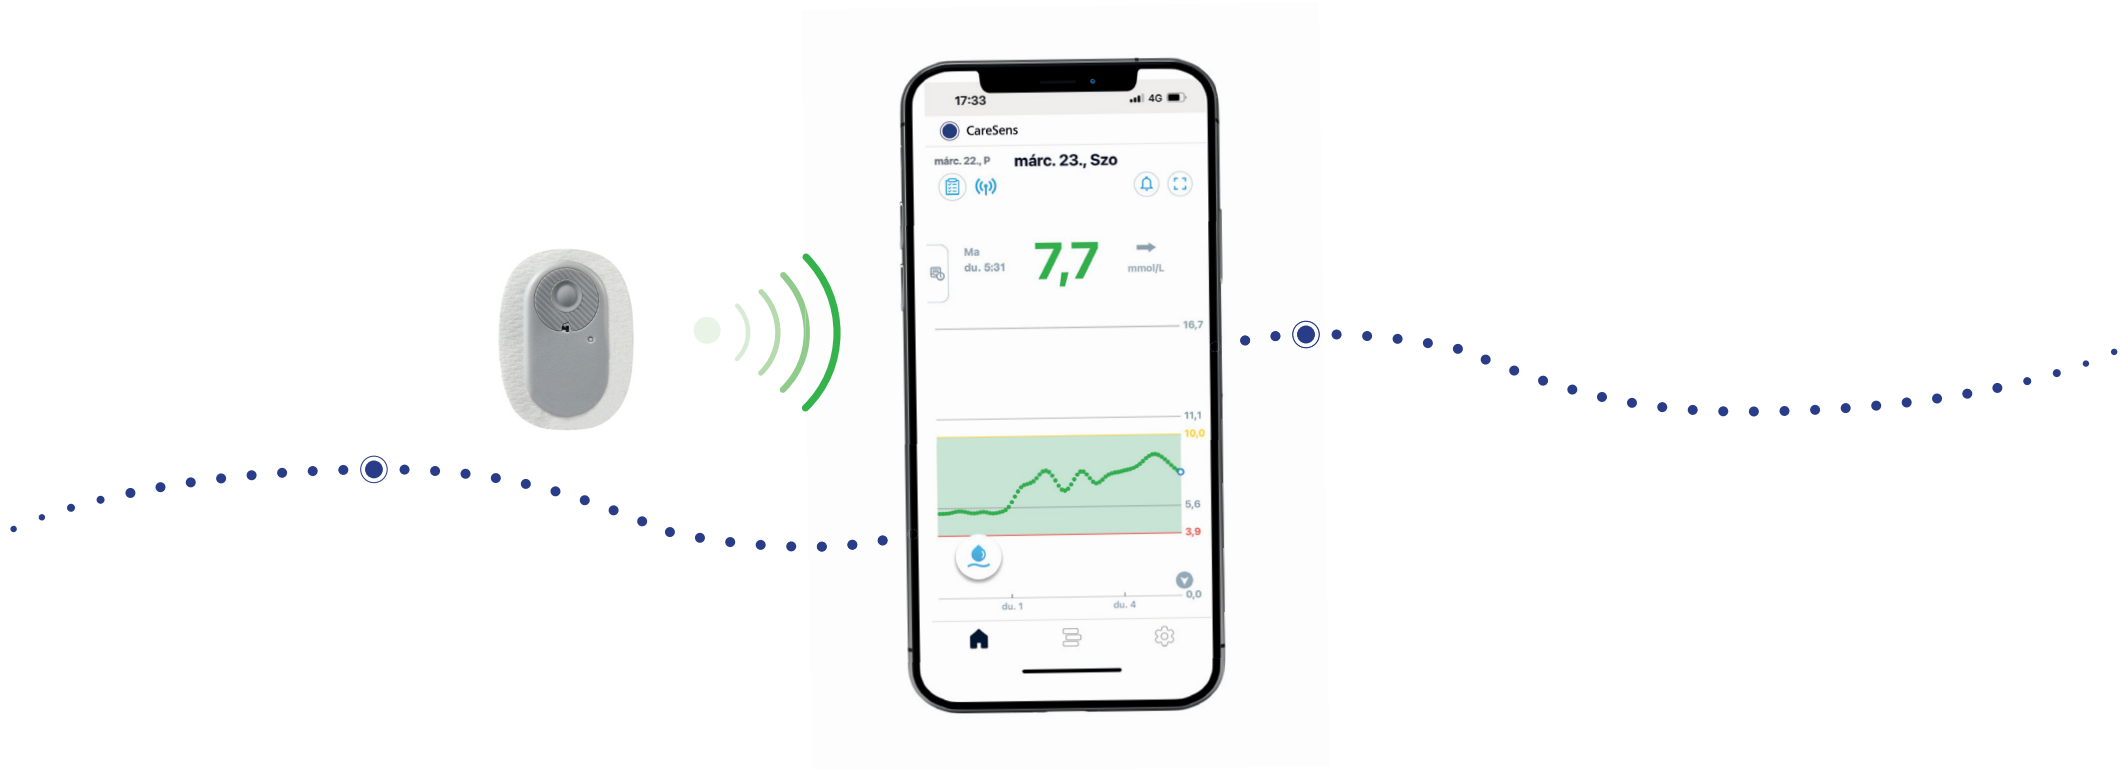 17:33 4G
CareSens
márc. 22., P márc. 23., Szo
Ma
du. 5:31
7,7
mmol/L
16,7
11,1
10,0
5,6
3,9
0,0
du. 1 du. 4